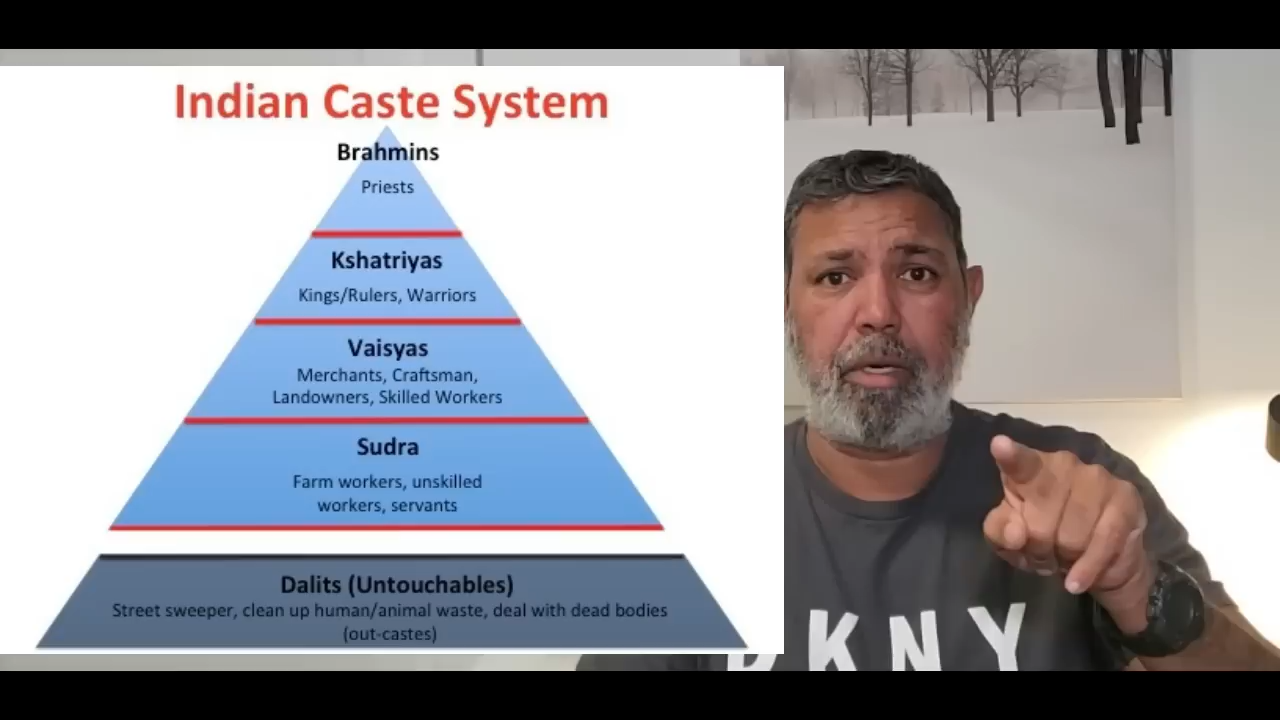 Indian Caste System
Brahmins
Priests
Kshatriyas
Kings/Rulers, Warriors
Vaisyas
Merchants, Craftsman,
Landowners, Skilled Workers
Sudra
Farm workers, unskilled
workers, servants
Dalits (Untouchables)
Street sweeper, clean up human/animal waste, deal with dead bodies
(out-castes)
DKNY